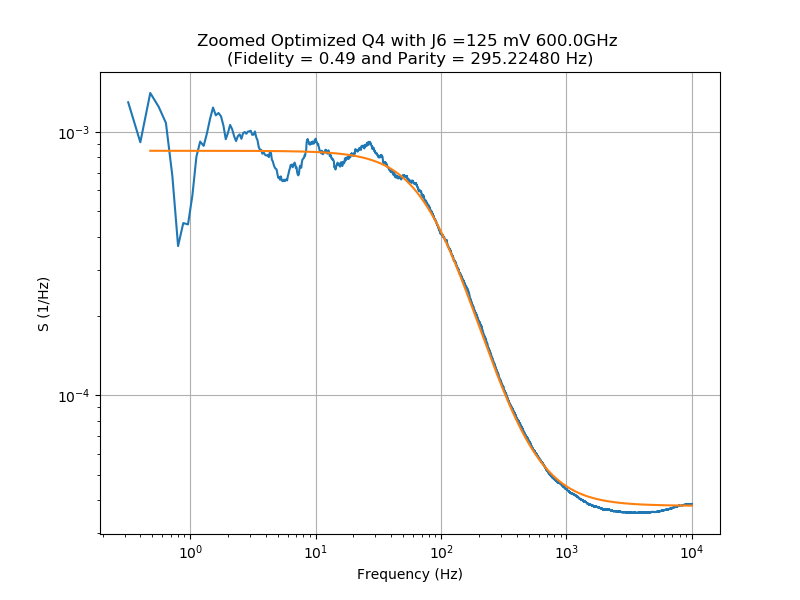 Zoomed Optimized Q4 with J6 =125 mV 600.0GHz
(Fidelity = 0.49 and Parity = 295.22480 Hz)
10⁻³
10⁻⁴
S (1/Hz)
10⁰ 10¹ 10² 10³ 10⁴
Frequency (Hz)